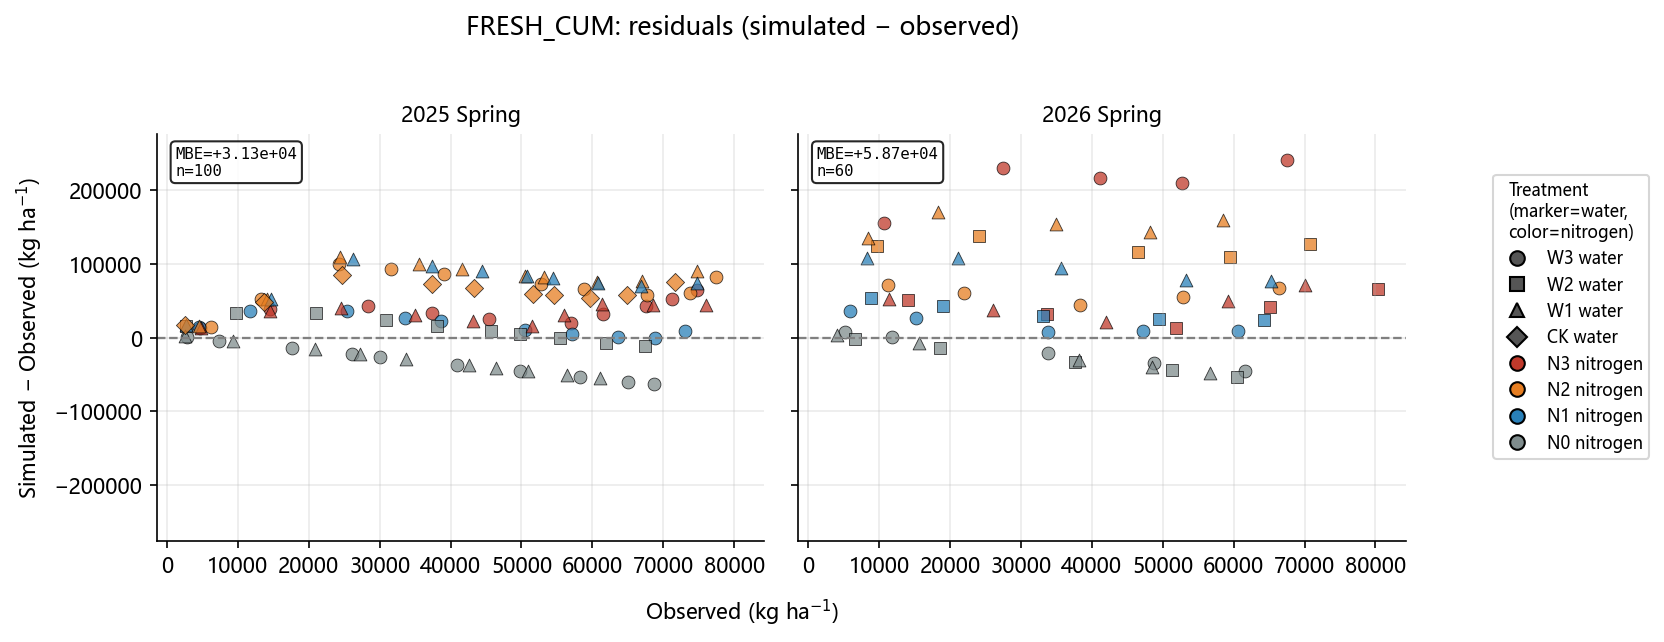 FRESH_CUM: residuals (simulated − observed)
2025 Spring
2026 Spring
MBE=+3.13e+04
n=100
MBE=+5.87e+04
n=60
Simulated − Observed (kg ha⁻¹)
200000
100000
0
−100000
−200000
0 10000 20000 30000 40000 50000 60000 70000 80000
0 10000 20000 30000 40000 50000 60000 70000 80000
Observed (kg ha⁻¹)
Treatment
(marker=water,
color=nitrogen)
W3 water
W2 water
W1 water
CK water
N3 nitrogen
N2 nitrogen
N1 nitrogen
N0 nitrogen